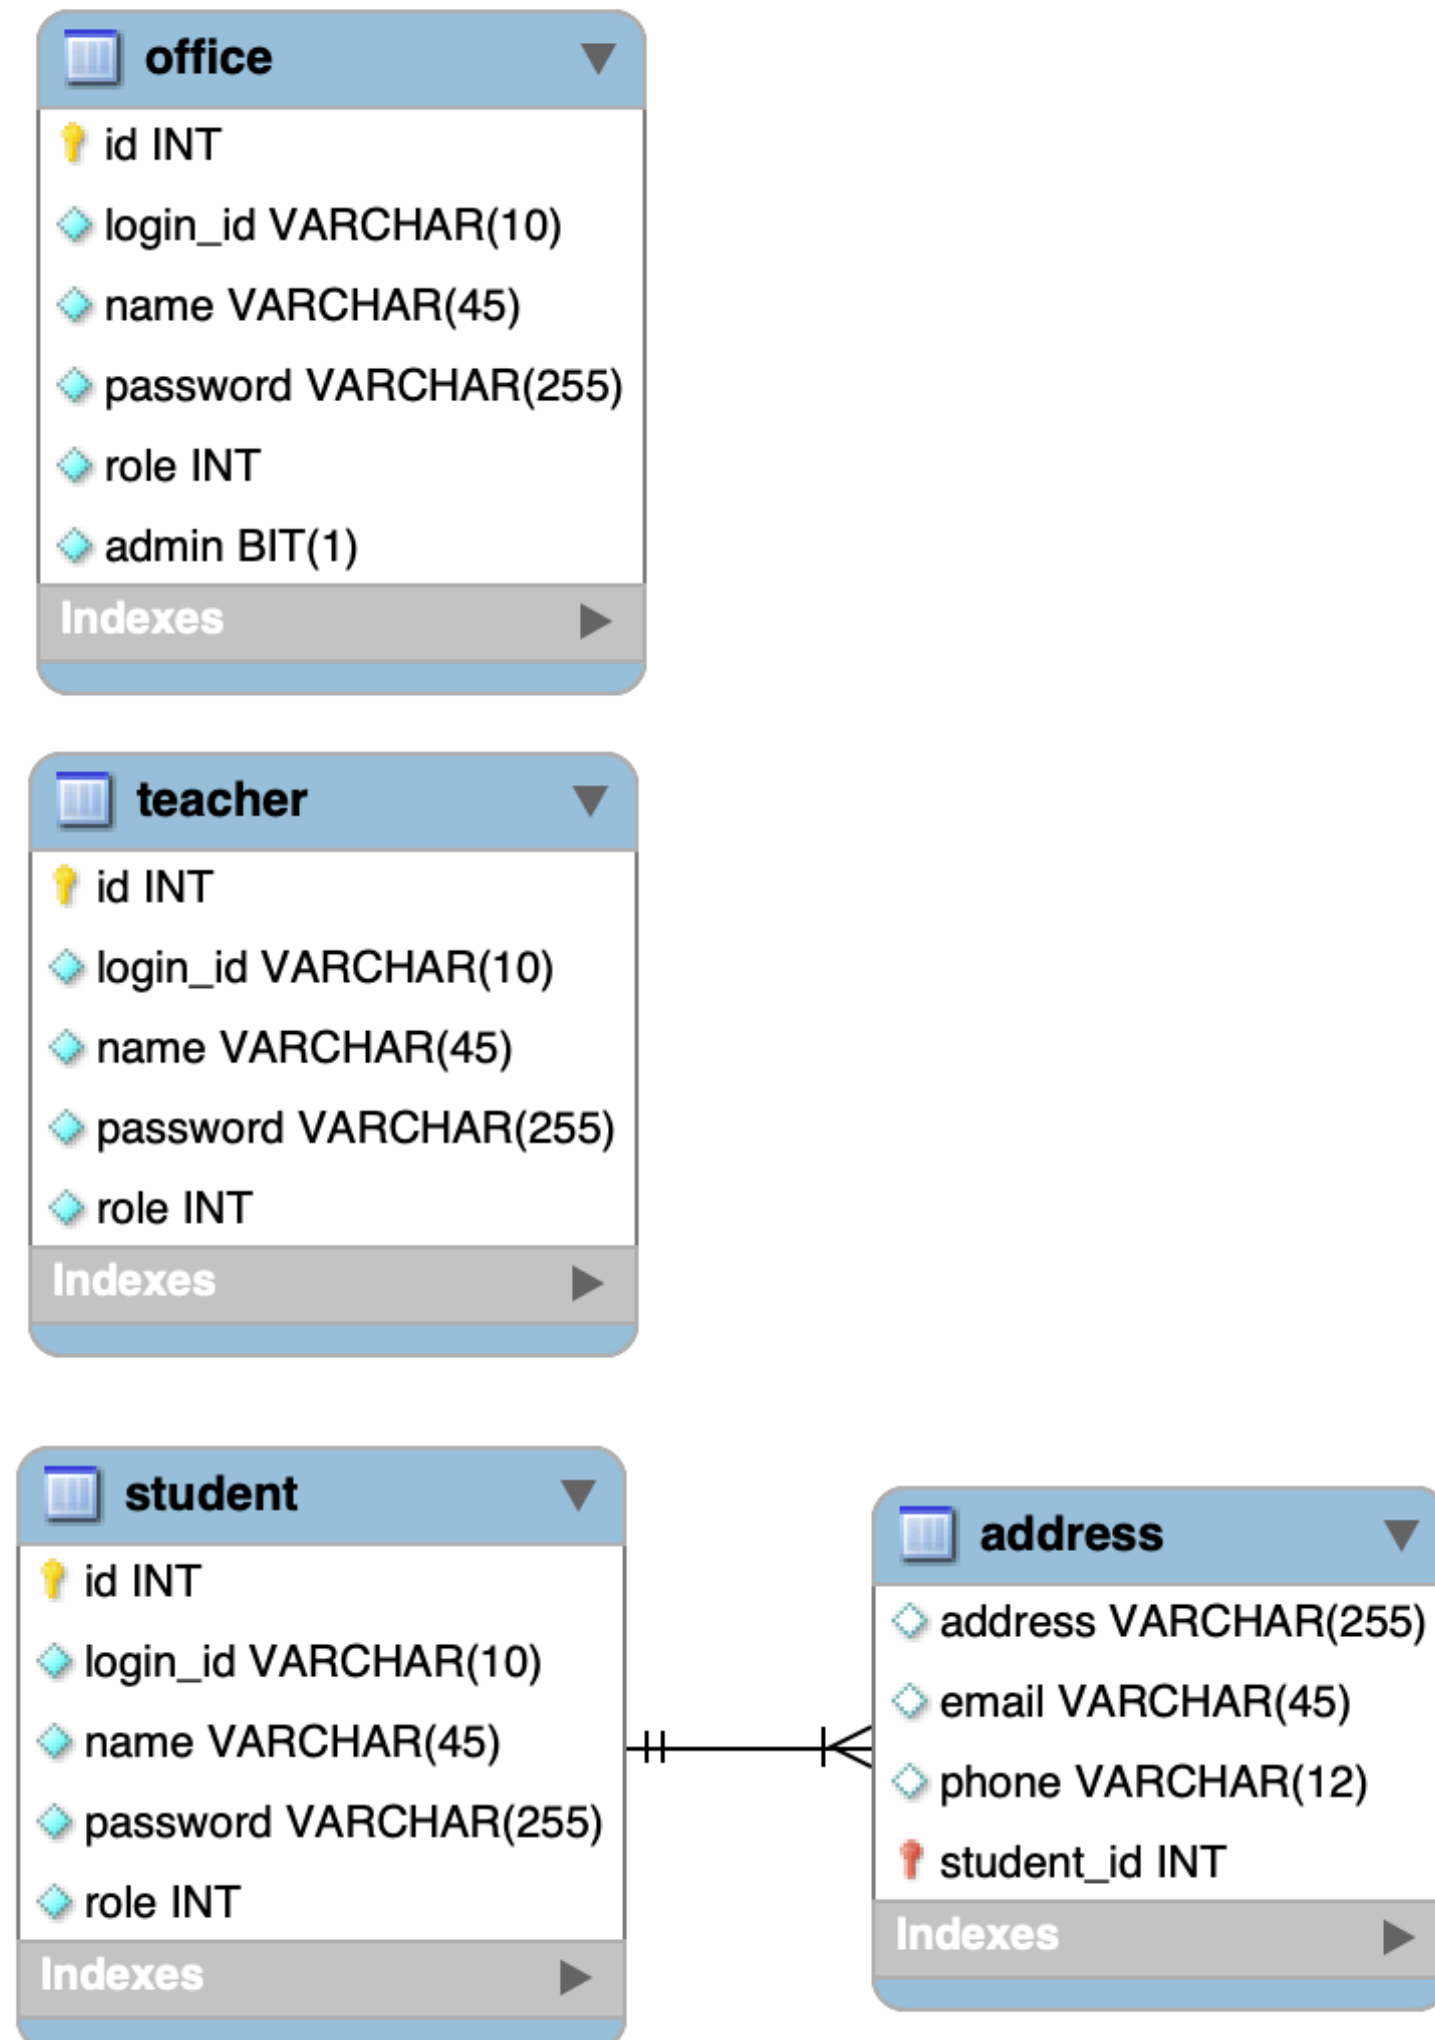 office
id INT
login_id VARCHAR(10)
name VARCHAR(45)
password VARCHAR(255)
role INT
admin BIT(1)
Indexes
teacher
id INT
login_id VARCHAR(10)
name VARCHAR(45)
password VARCHAR(255)
role INT
Indexes
student
id INT
login_id VARCHAR(10)
name VARCHAR(45)
password VARCHAR(255)
role INT
Indexes
address
address VARCHAR(255)
email VARCHAR(45)
phone VARCHAR(12)
student_id INT
Indexes